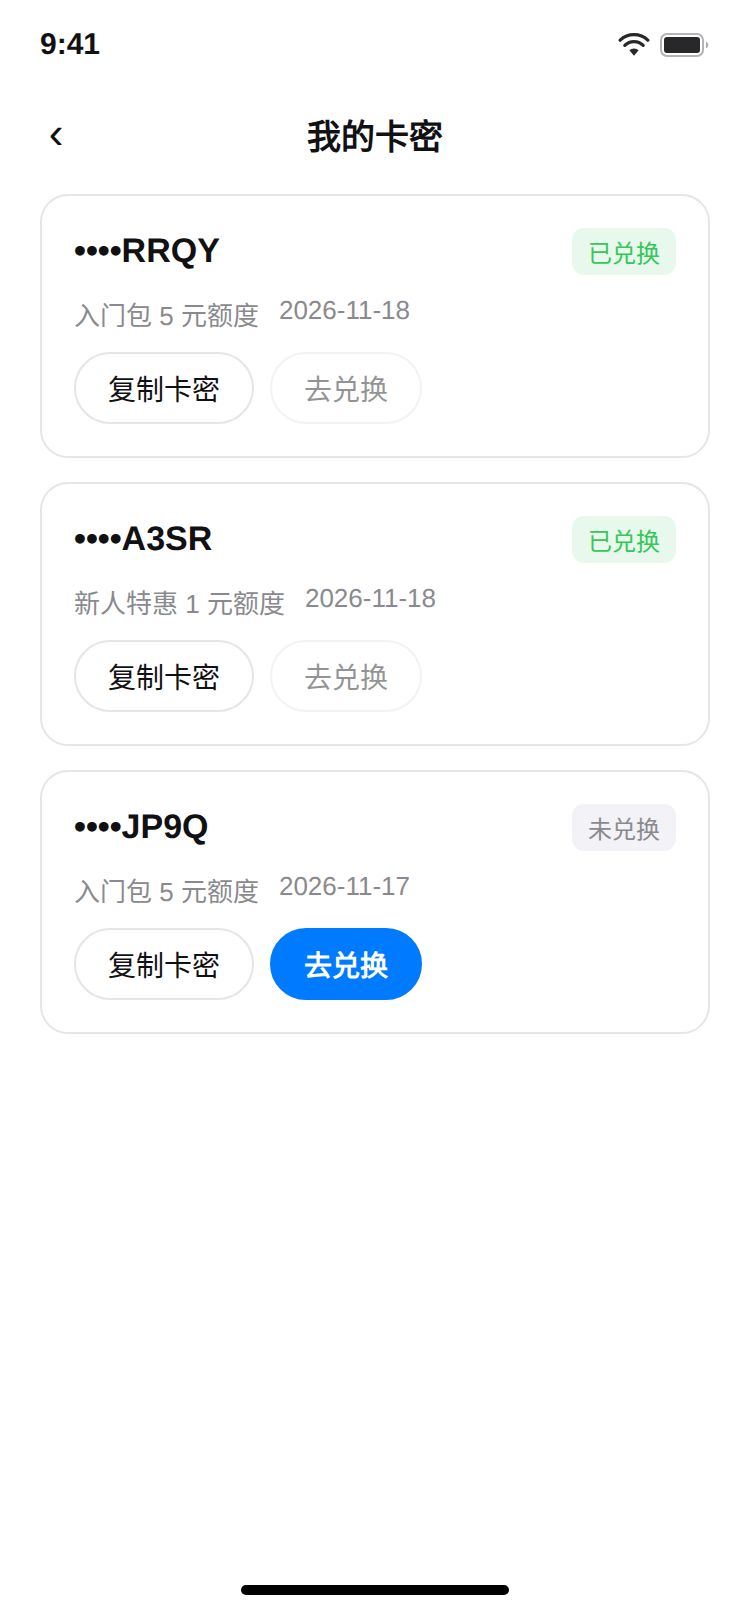 9:41
‹ 我的卡密
••••RRQY 已兑换
入门包 5 元额度 2026-11-18
复制卡密 去兑换
••••A3SR 已兑换
新人特惠 1 元额度 2026-11-18
复制卡密 去兑换
••••JP9Q 未兑换
入门包 5 元额度 2026-11-17
复制卡密 去兑换